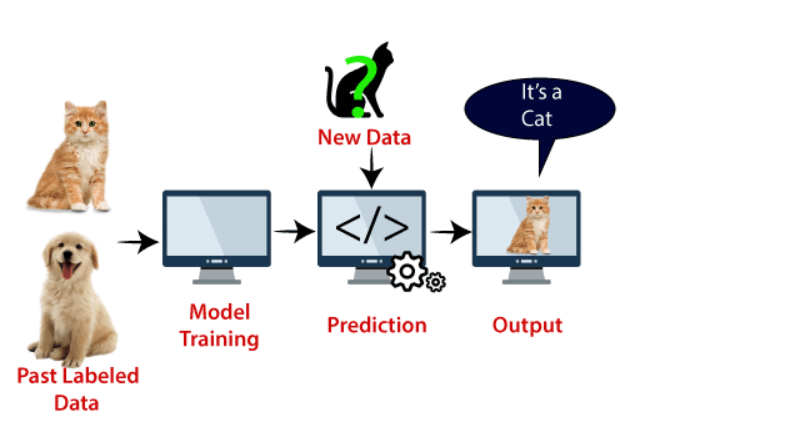 It's a
Cat
New Data
?
</>
Model
Training
Prediction
Output
Past Labeled
Data